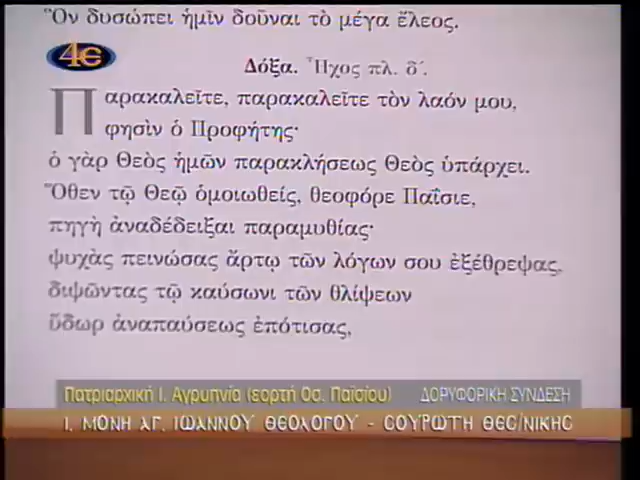 Ὃν δυσώπει ἡμῖν δοῦναι τὸ μέγα ἔλεος.
4Ε
Δόξα. Ἦχος πλ. δ´.
Παρακαλεῖτε, παρακαλεῖτε τὸν λαόν μου,
φησὶν ὁ Προφήτης·
ὁ γὰρ Θεὸς ἡμῶν παρακλήσεως Θεὸς ὑπάρχει.
Ὅθεν τῷ Θεῷ ὁμοιωθείς, θεοφόρε Παΐσιε,
πηγὴ ἀναδέδειξαι παραμυθίας·
ψυχὰς πεινώσας ἄρτῳ τῶν λόγων σου ἐξέθρεψας,
διψῶντας τῷ καύσωνι τῶν θλίψεων
ὕδωρ ἀναπαύσεως ἐπότισας,
Πατριαρχική Ι. Αγρυπνία (εορτή Οσ. Παϊσίου) ΔΟΡΥΦΟΡΙΚΗ ΣΥΝΔΕΣΗ
Ι. ΜΟΝΗ ΑΓ. ΙΩΑΝΝΟΥ ΘΕΟΛΟΓΟΥ - ΣΟΥΡΩΤΗ ΘΕΣ/ΝΙΚΗΣ